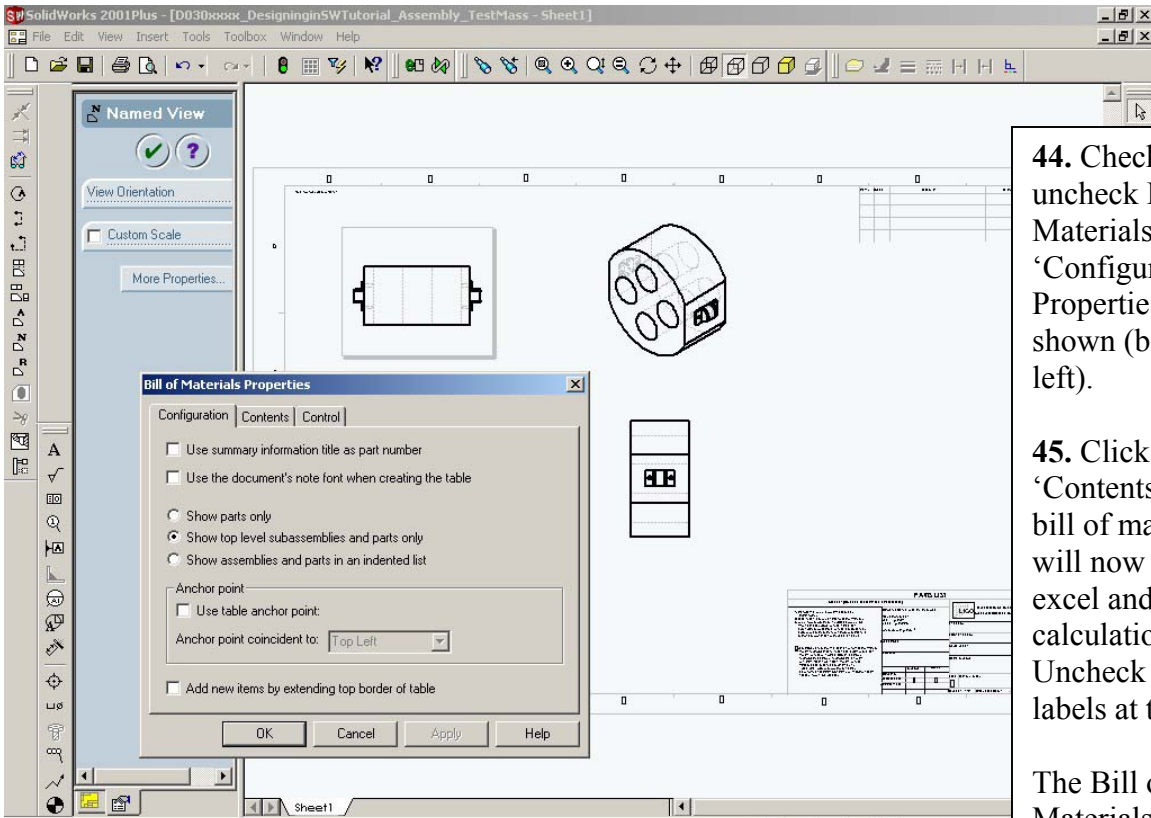 SolidWorks 2001Plus - [D030xxxx_DesigninginSWTutorial_Assembly_TestMass - Sheet1]
File Edit View Insert Tools Toolbox Window Help
Named View
View Orientation
Custom Scale
More Properties...
Bill of Materials Properties
Configuration Contents Control
Use summary information title as part number
Use the document's note font when creating the table
Show parts only
Show top level subassemblies and parts only
Show assemblies and parts in an indented list
Anchor point
Use table anchor point:
Anchor point coincident to: Top Left
Add new items by extending top border of table
OK Cancel Apply Help
PARTS LIST
LIGO
Sheet1
44. Check
uncheck
Materials
‘Configur
Propertie
shown (b
left).
45. Click
‘Contents
bill of ma
will now
excel and
calculatio
Uncheck
labels at t
The Bill o
Materials